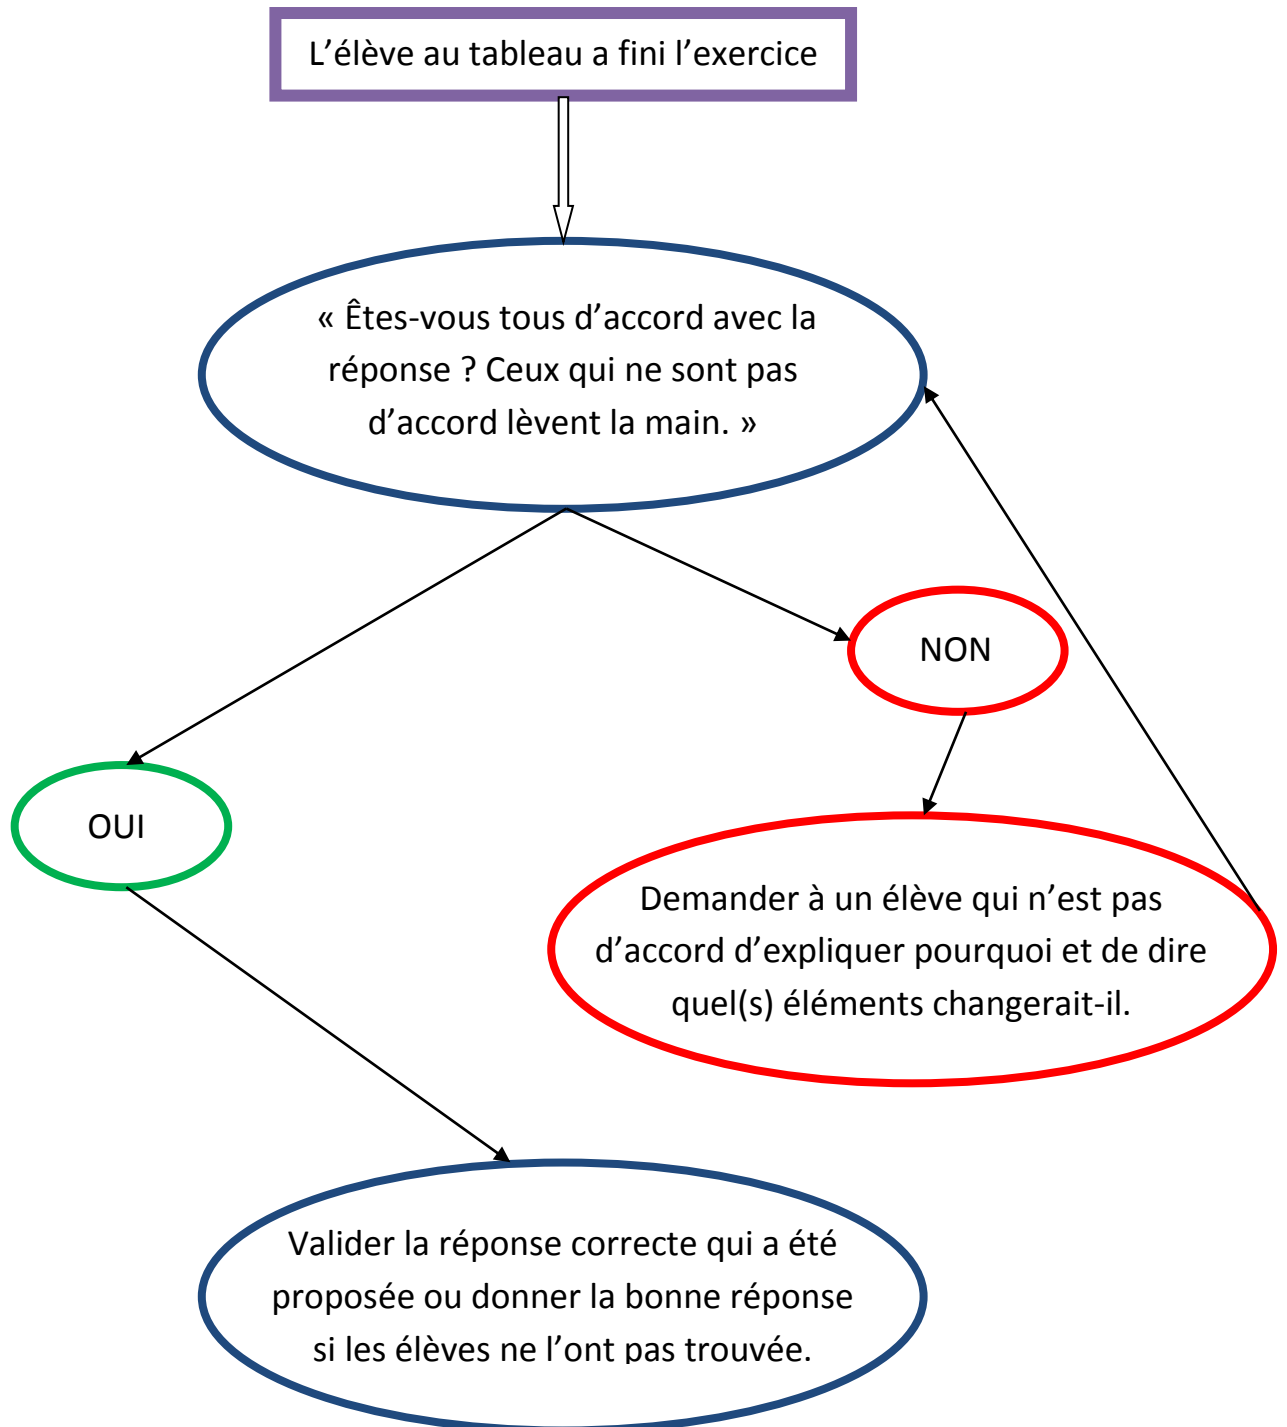 L’élève au tableau a fini l’exercice
« Êtes-vous tous d’accord avec la
réponse ? Ceux qui ne sont pas
d’accord lèvent la main. »
NON
OUI
Demander à un élève qui n’est pas
d’accord d’expliquer pourquoi et de dire
quel(s) éléments changerait-il.
Valider la réponse correcte qui a été
proposée ou donner la bonne réponse
si les élèves ne l’ont pas trouvée.